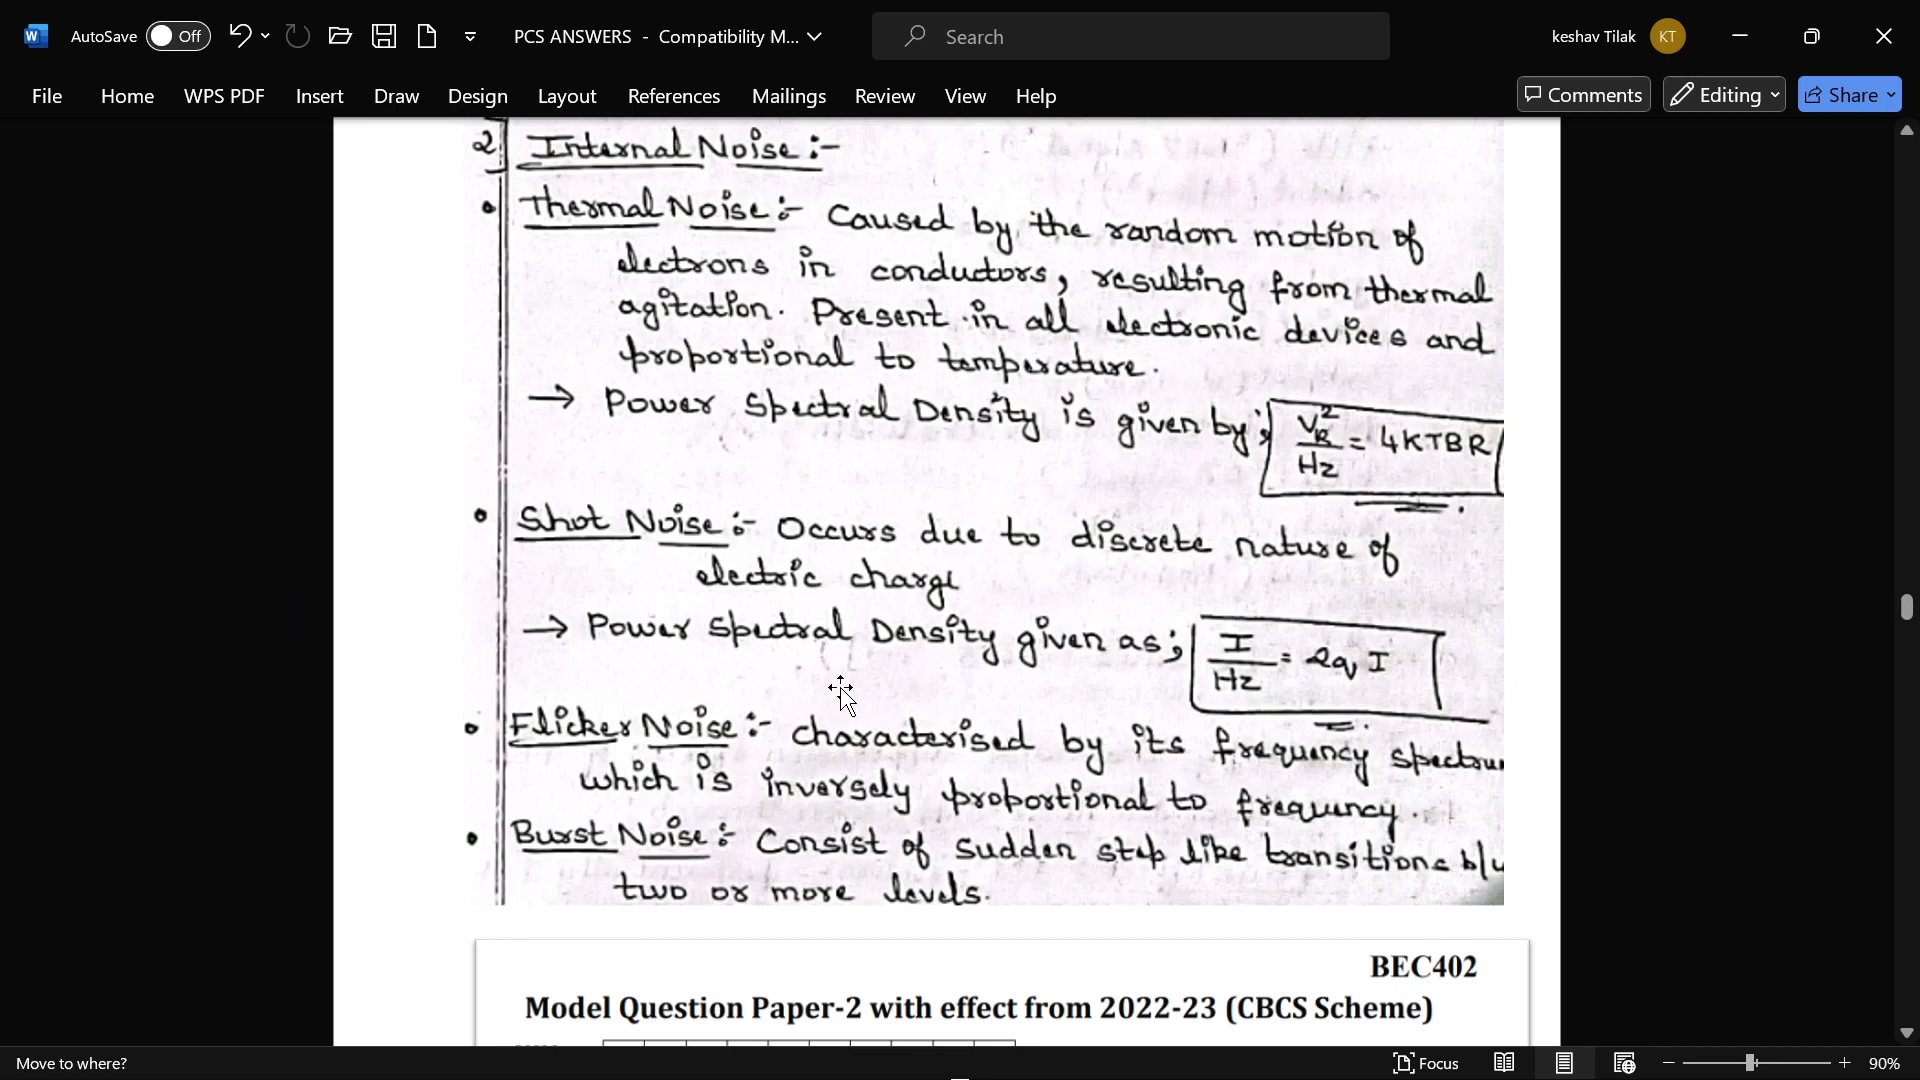 AutoSave Off PCS ANSWERS - Compatibility M... Search keshav Tilak KT
File Home WPS PDF Insert Draw Design Layout References Mailings Review View Help Comments Editing Share
2] Internal Noise :-
• Thermal Noise :- Caused by the random motion of
electrons in conductors, resulting from thermal
agitation. Present in all electronic devices and
proportional to temperature.
→ Power Spectral Density is given by; V_R²/Hz = 4KTBR
• Shot Noise :- Occurs due to discrete nature of
electric charge
→ Power Spectral Density given as; I/Hz = 2q I
• Flicker Noise :- characterised by its frequency spectrum
which is inversely proportional to frequency.
• Burst Noise :- Consist of sudden step like transitions b/w
two or more levels.
BEC402
Model Question Paper-2 with effect from 2022-23 (CBCS Scheme)
Move to where? Focus 90%